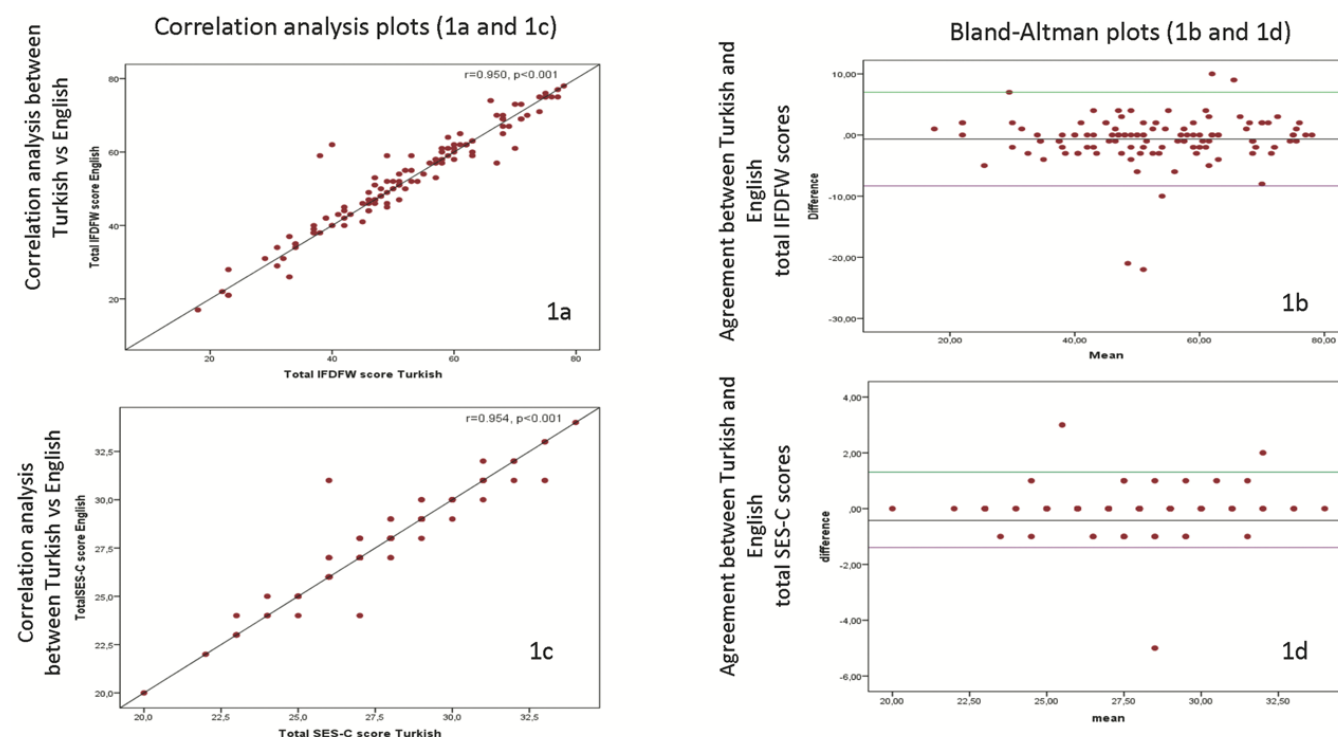 Correlation analysis plots (1a and 1c)
Correlation analysis between
Turkish vs English
Total IFDFW score English
80
60
40
20
r=0.950, p<0.001
1a
20 40 60 80
Total IFDFW score Turkish
Bland-Altman plots (1b and 1d)
Agreement between Turkish and
English
total IFDFW scores
Difference
10,00
,00
-10,00
-20,00
-30,00
1b
20,00 40,00 60,00 80,00
Mean
Correlation analysis
between Turkish vs English
TotalSES-C score English
32,5
30,0
27,5
25,0
22,5
20,0
r=0.954, p<0.001
1c
20,0 22,5 25,0 27,5 30,0 32,5
Total SES-C score Turkish
Agreement between Turkish and
English
total SES-C scores
difference
4,00
2,00
,00
-2,00
-4,00
-6,00
1d
20,00 22,50 25,00 27,50 30,00 32,50
mean